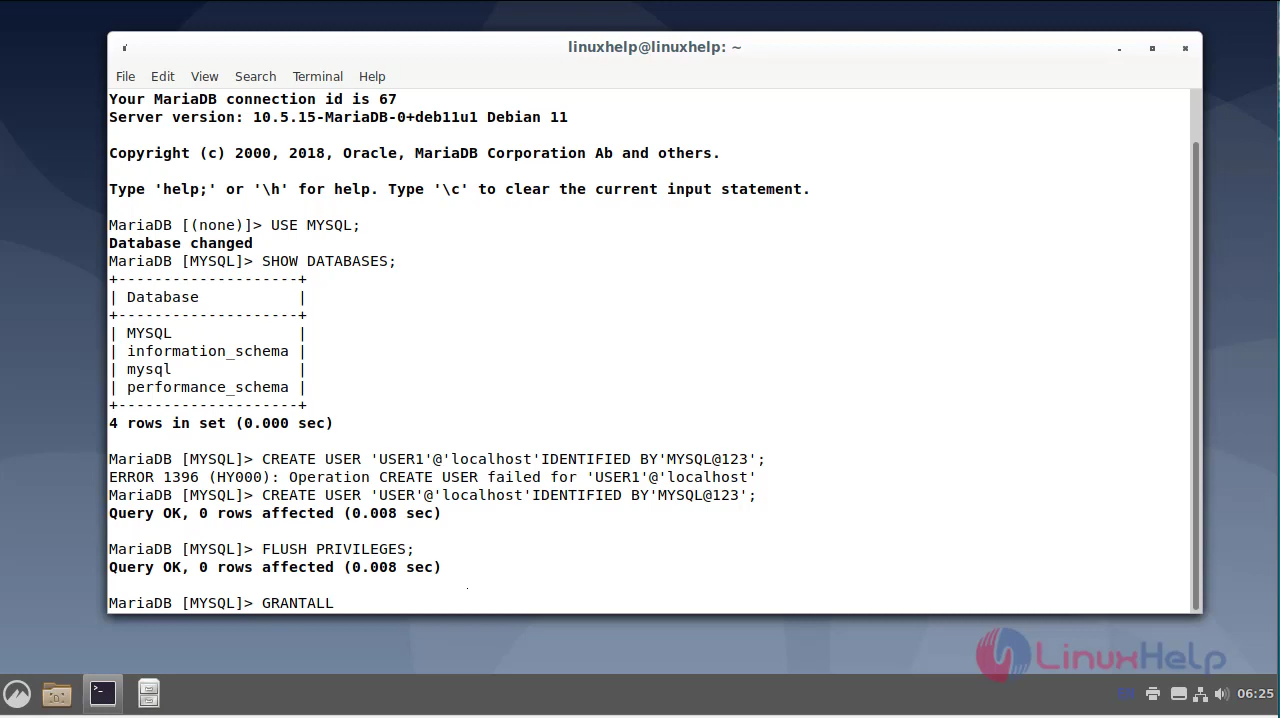 linuxhelp@linuxhelp: ~
File Edit View Search Terminal Help
Your MariaDB connection id is 67
Server version: 10.5.15-MariaDB-0+deb11u1 Debian 11
Copyright (c) 2000, 2018, Oracle, MariaDB Corporation Ab and others.
Type 'help;' or '\h' for help. Type '\c' to clear the current input statement.
MariaDB [(none)]> USE MYSQL;
Database changed
MariaDB [MYSQL]> SHOW DATABASES;
+--------------------+
| Database           |
+--------------------+
| MYSQL              |
| information_schema |
| mysql              |
| performance_schema |
+--------------------+
4 rows in set (0.000 sec)
MariaDB [MYSQL]> CREATE USER 'USER1'@'localhost'IDENTIFIED BY'MYSQL@123';
ERROR 1396 (HY000): Operation CREATE USER failed for 'USER1'@'localhost'
MariaDB [MYSQL]> CREATE USER 'USER'@'localhost'IDENTIFIED BY'MYSQL@123';
Query OK, 0 rows affected (0.008 sec)
MariaDB [MYSQL]> FLUSH PRIVILEGES;
Query OK, 0 rows affected (0.008 sec)
MariaDB [MYSQL]> GRANTALL
LinuxHelp
06:25